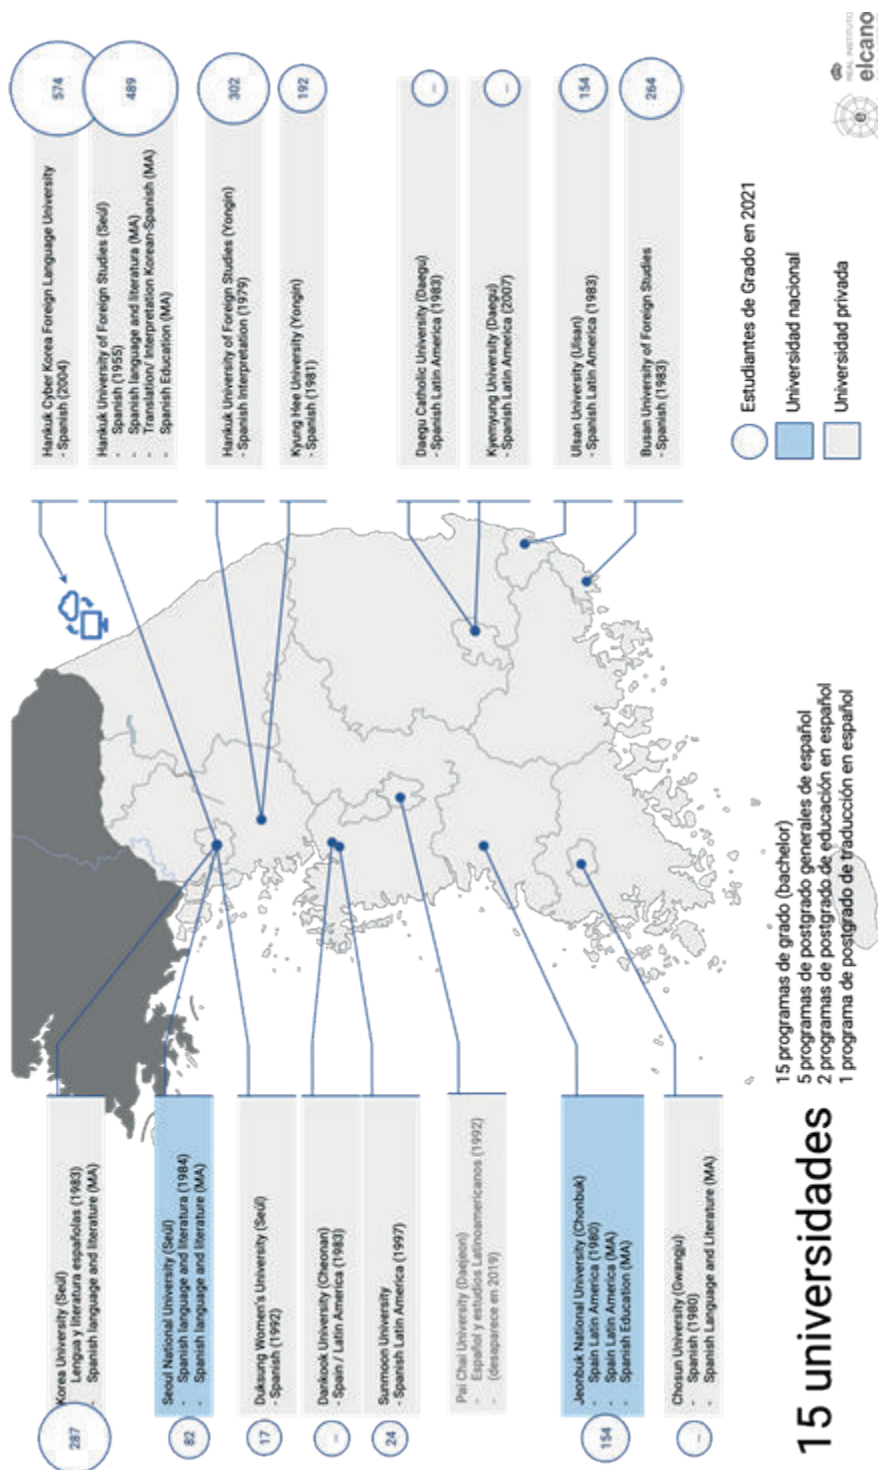 574
Hankuk Cyber Korea Foreign Language University
- Spanish (2004)
489
Hankuk University of Foreign Studies (Seúl)
- Spanish (1955)
- Spanish language and literatura (MA)
- Translation/ Interpretation Korean-Spanish (MA)
- Spanish Education (MA)
302
Hankuk University of Foreign Studies (Yongin)
- Spanish Interpretation (1979)
192
Kyung Hee University (Yongin)
- Spanish (1981)
–
Daegu Catholic University (Daegu)
- Spanish Latin America (1983)
–
Kyemyung University (Daegu)
- Spanish Latin America (2007)
154
Ulsan University (Ulsan)
- Spanish Latin America (1983)
264
Busan University of Foreign Studies
- Spanish (1983)
287
Korea University (Seúl)
- Lengua y literatura españolas (1983)
- Spanish language and literature (MA)
82
Seoul National University (Seúl)
- Spanish language and literatura (1984)
- Spanish language and literature (MA)
17
Duksung Women's University (Seúl)
- Spanish (1992)
–
Dankook University (Cheonan)
- Spain / Latin America (1983)
24
Sunmoon University
- Spanish Latin America (1997)
Pai Chai University (Daejeon)
- Español y estudios Latinoamericanos (1992)
- (desaparece en 2019)
154
Jeonbuk National University (Chonbuk)
- Spain Latin America (1980)
- Spain Latin America (MA)
- Spanish Education (MA)
–
Chosun University (Gwangju)
- Spanish (1980)
- Spanish Language and Literature (MA)
15 universidades
15 programas de grado (bachelor)
5 programas de postgrado generales de español
2 programas de postgrado de educación en español
1 programa de postgrado de traducción en español
Estudiantes de Grado en 2021
Universidad nacional
Universidad privada
e
REAL INSTITUTO
elcano